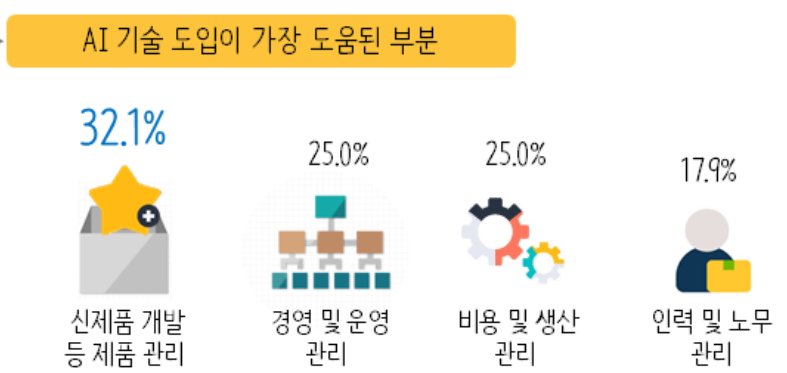 AI 기술 도입이 가장 도움된 부분
32.1%
25.0%
25.0%
17.9%
신제품 개발
등 제품 관리
경영 및 운영
관리
비용 및 생산
관리
인력 및 노무
관리